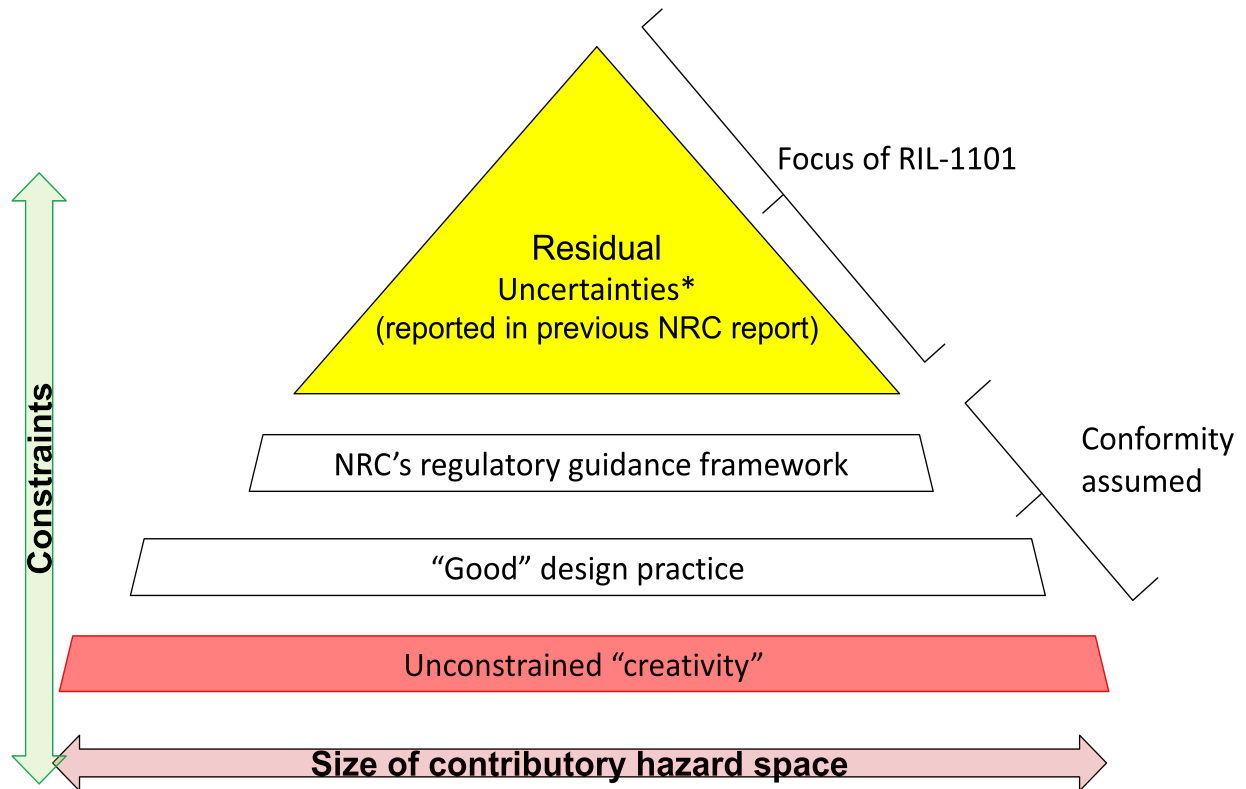 Focus of RIL-1101
Residual
Uncertainties*
(reported in previous NRC report)
Constraints
Conformity
assumed
NRC’s regulatory guidance framework
“Good” design practice
Unconstrained “creativity”
Size of contributory hazard space